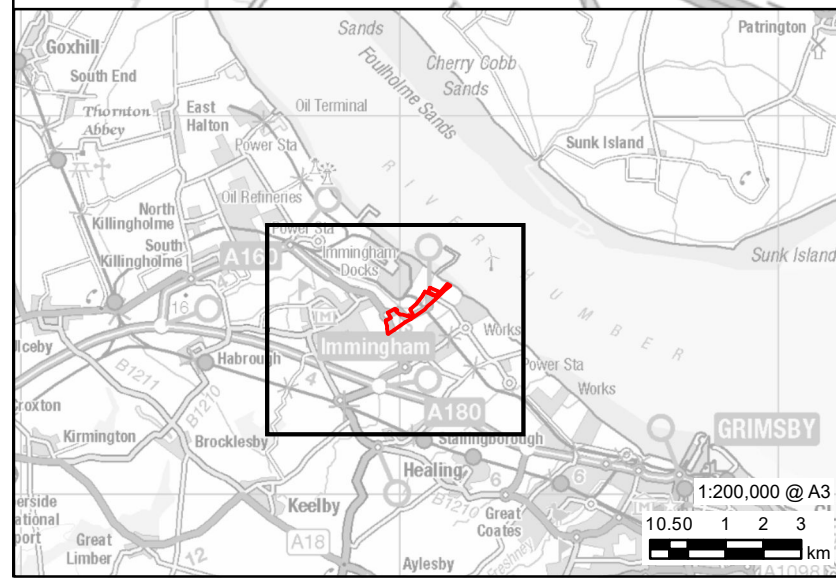 Sands
Patrington
Goxhill
Foulholme Sands
Cherry Cobb
Sands
South End
Thornton
Abbey
East
Halton
Oil Terminal
Power Sta
Sunk Island
RIVER HUMBER
Oil Refineries
North
Killingholme
South
Killingholme
Power Sta
Immingham
Docks
A160
Sunk Island
16
M
Immingham
Works
Ulceby
Habrough
B1211
B1210
4
Power Sta
Works
A180
Croxton
Kirmington
Brocklesby
Stallingborough
GRIMSBY
Healing
Keelby
B1210
6
6
Great
Coates
Freshney
1:200,000 @ A3
10.50 1 2 3
km
Great
Limber
12
A18
Aylesby
A1098